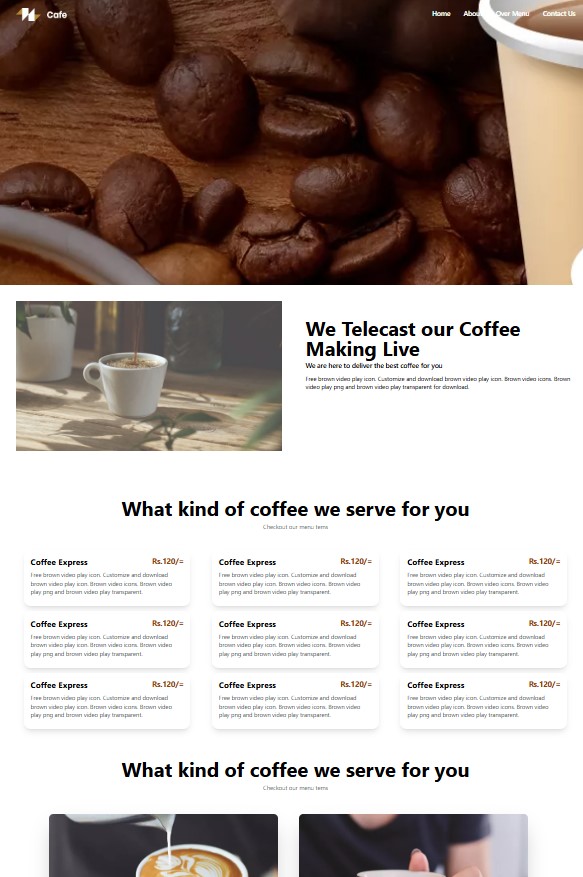 Cafe
Home About Our Menu Contact Us
We Telecast our Coffee
Making Live
We are here to deliver the best coffee for you
Free brown video play icon. Customize and download brown video play icon. Brown video icons. Brown
video play png and brown video play transparent for download.
What kind of coffee we serve for you
Checkout our menu items
Coffee Express Rs.120/=
Free brown video play icon. Customize and download
brown video play icon. Brown video icons. Brown video
play png and brown video play transparent.
Coffee Express Rs.120/=
Free brown video play icon. Customize and download
brown video play icon. Brown video icons. Brown video
play png and brown video play transparent.
Coffee Express Rs.120/=
Free brown video play icon. Customize and download
brown video play icon. Brown video icons. Brown video
play png and brown video play transparent.
Coffee Express Rs.120/=
Free brown video play icon. Customize and download
brown video play icon. Brown video icons. Brown video
play png and brown video play transparent.
Coffee Express Rs.120/=
Free brown video play icon. Customize and download
brown video play icon. Brown video icons. Brown video
play png and brown video play transparent.
Coffee Express Rs.120/=
Free brown video play icon. Customize and download
brown video play icon. Brown video icons. Brown video
play png and brown video play transparent.
Coffee Express Rs.120/=
Free brown video play icon. Customize and download
brown video play icon. Brown video icons. Brown video
play png and brown video play transparent.
Coffee Express Rs.120/=
Free brown video play icon. Customize and download
brown video play icon. Brown video icons. Brown video
play png and brown video play transparent.
Coffee Express Rs.120/=
Free brown video play icon. Customize and download
brown video play icon. Brown video icons. Brown video
play png and brown video play transparent.
What kind of coffee we serve for you
Checkout our menu items